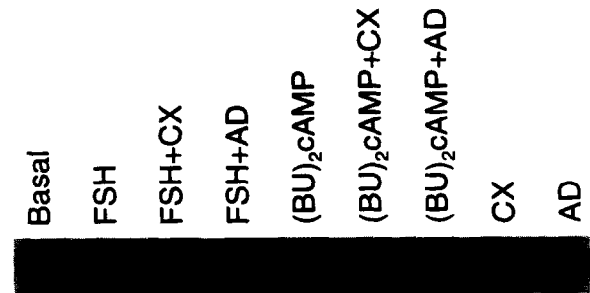 Basal
FSH
FSH+CX
FSH+AD
(BU)₂cAMP
(BU)₂cAMP+CX
(BU)₂cAMP+AD
CX
AD